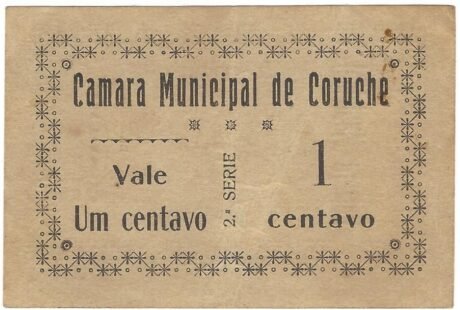 Camara Municipal de Coruche
Vale
Um centavo
2.ª SERIE
1
centavo